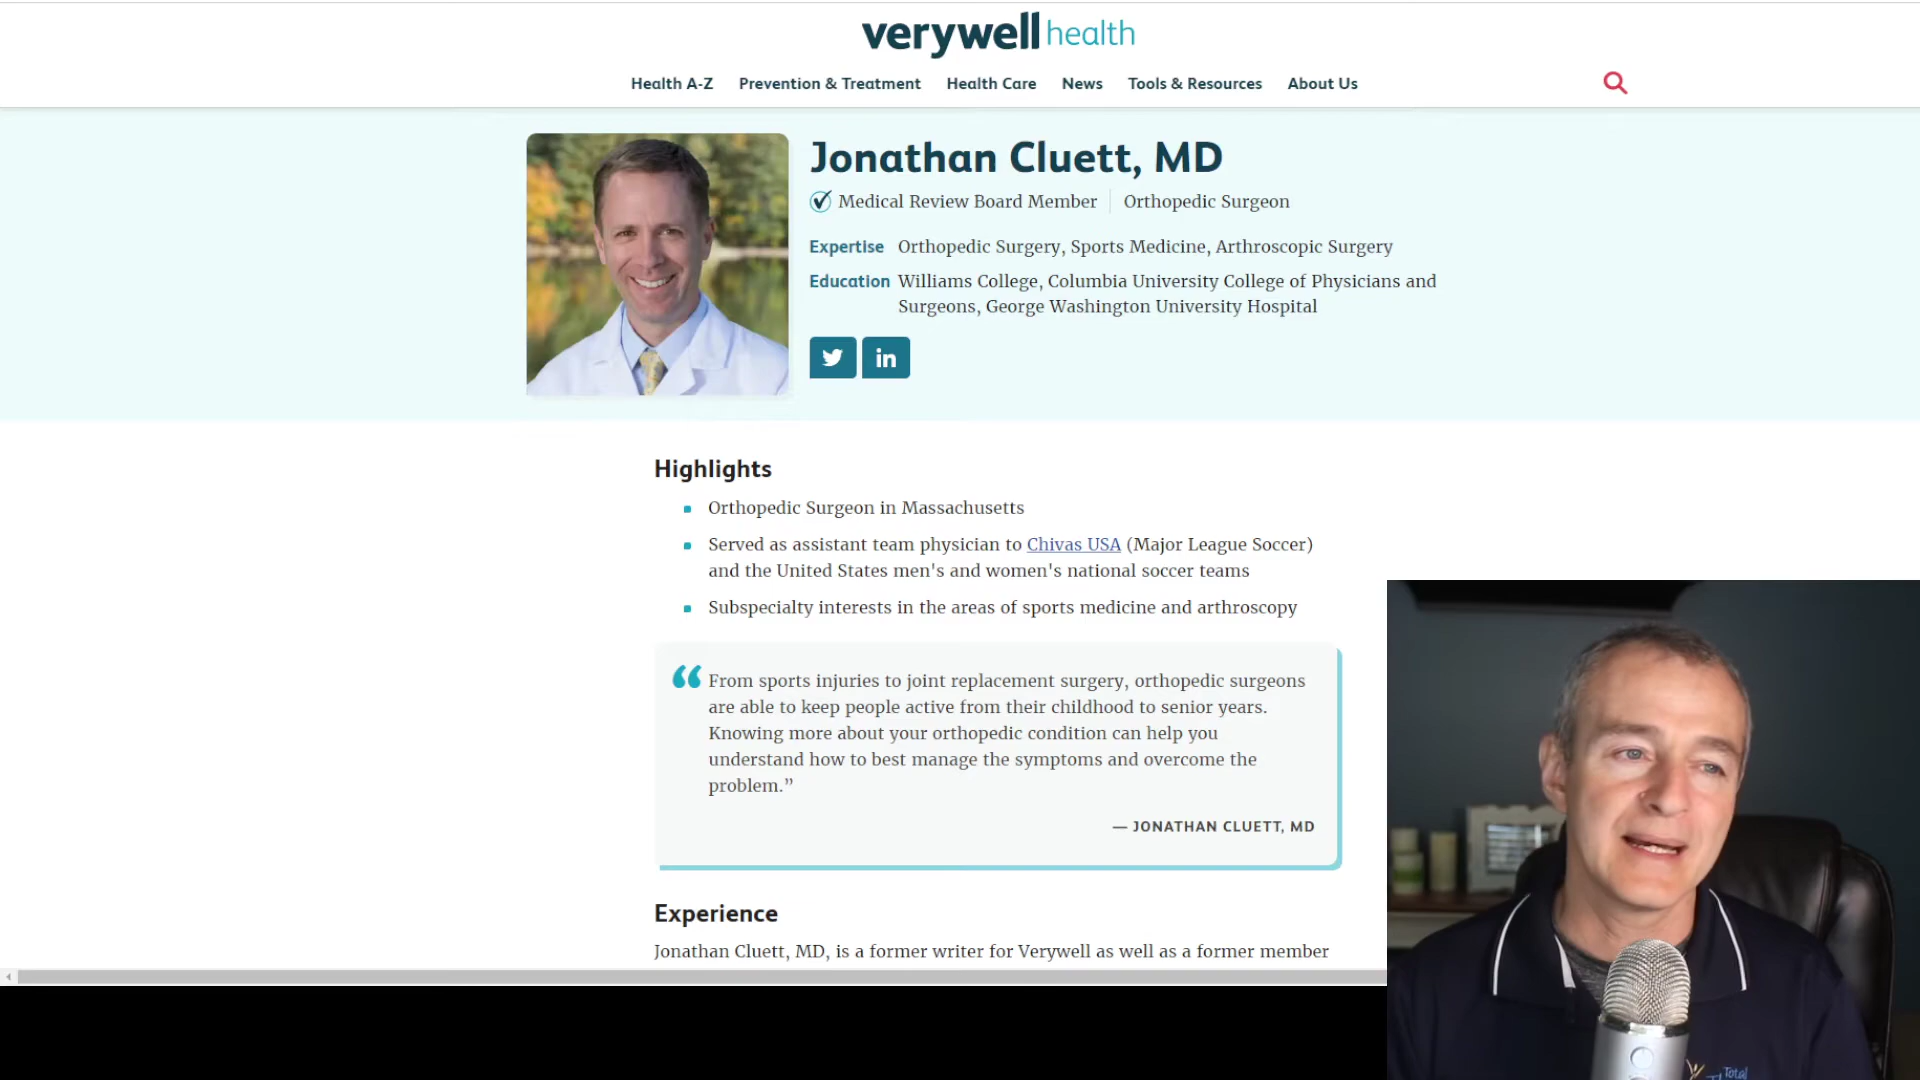 verywell health
Health A-Z Prevention & Treatment Health Care News Tools & Resources About Us
Jonathan Cluett, MD
Medical Review Board Member Orthopedic Surgeon
Expertise Orthopedic Surgery, Sports Medicine, Arthroscopic Surgery
Education Williams College, Columbia University College of Physicians and
Surgeons, George Washington University Hospital
in
Highlights
Orthopedic Surgeon in Massachusetts
Served as assistant team physician to Chivas USA (Major League Soccer)
and the United States men's and women's national soccer teams
Subspecialty interests in the areas of sports medicine and arthroscopy
“ From sports injuries to joint replacement surgery, orthopedic surgeons
are able to keep people active from their childhood to senior years.
Knowing more about your orthopedic condition can help you
understand how to best manage the symptoms and overcome the
problem.”
— JONATHAN CLUETT, MD
Experience
Jonathan Cluett, MD, is a former writer for Verywell as well as a former member
Total